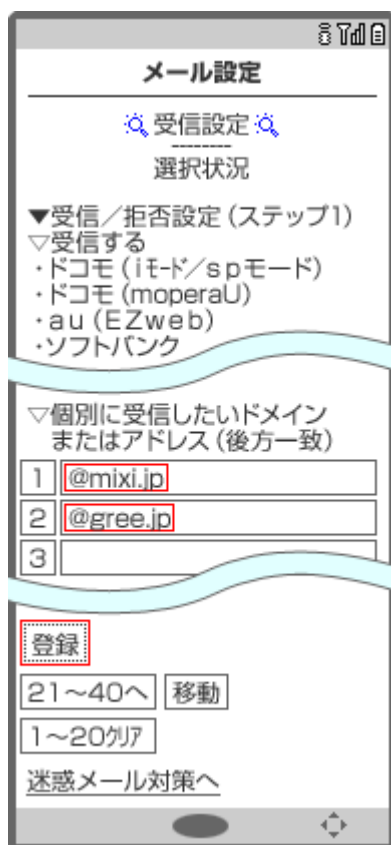 メール設定
受信設定
選択状況
▼受信／拒否設定（ステップ1）
▽受信する
・ドコモ（iﾓｰﾄﾞ／spモード）
・ドコモ（moperaU）
・au（EZweb）
・ソフトバンク
▽個別に受信したいドメイン
またはアドレス（後方一致）
1 @mixi.jp
2 @gree.jp
3
登録
21～40へ 移動
1～20ｸﾘｱ
迷惑メール対策へ